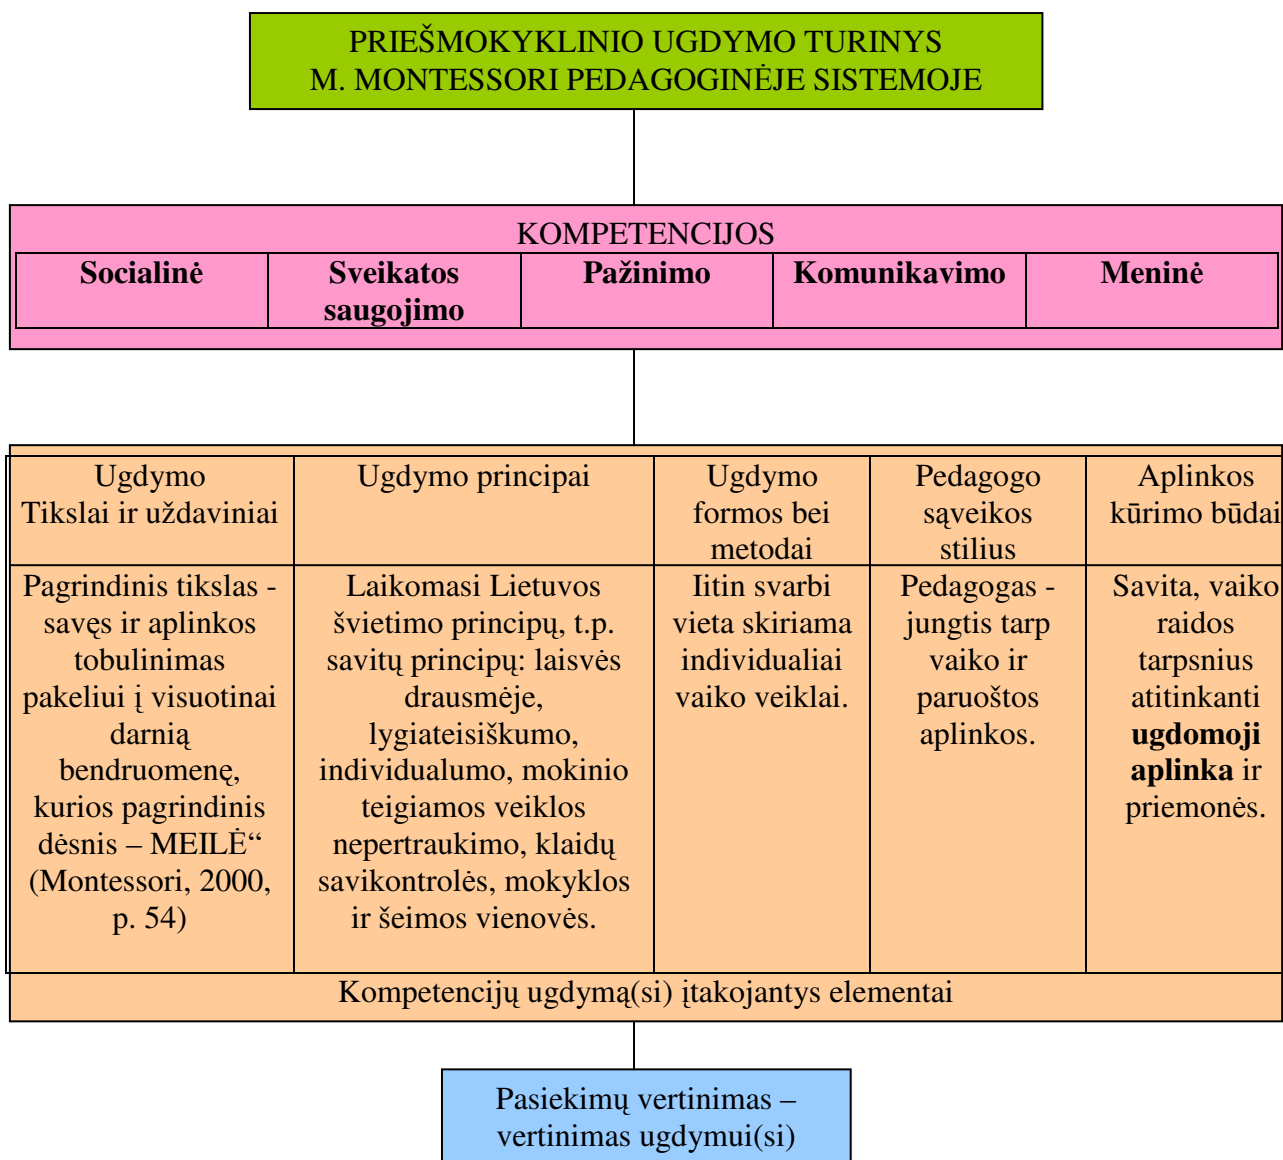 PRIEŠMOKYKLINIO UGDYMO TURINYS
M. MONTESSORI PEDAGOGINĖJE SISTEMOJE
KOMPETENCIJOS
Socialinė
Sveikatos
saugojimo
Pažinimo
Komunikavimo
Meninė
Ugdymo
Tikslai ir uždaviniai
Ugdymo principai
Ugdymo
formos bei
metodai
Pedagogo
sąveikos
stilius
Aplinkos
kūrimo būdai
Pagrindinis tikslas -
savęs ir aplinkos
tobulinimas
pakeliui į visuotinai
darnią
bendruomenę,
kurios pagrindinis
dėsnis – MEILĖ“
(Montessori, 2000,
p. 54)
Laikomasi Lietuvos
švietimo principų, t.p.
savitų principų: laisvės
drausmėje,
lygiateisiškumo,
individualumo, mokinio
teigiamos veiklos
nepertraukimo, klaidų
savikontrolės, mokyklos
ir šeimos vienovės.
Iitin svarbi
vieta skiriama
individualiai
vaiko veiklai.
Pedagogas -
jungtis tarp
vaiko ir
paruoštos
aplinkos.
Savita, vaiko
raidos
tarpsnius
atitinkanti
ugdomoji
aplinka ir
priemonės.
Kompetencijų ugdymą(si) įtakojantys elementai
Pasiekimų vertinimas –
vertinimas ugdymui(si)